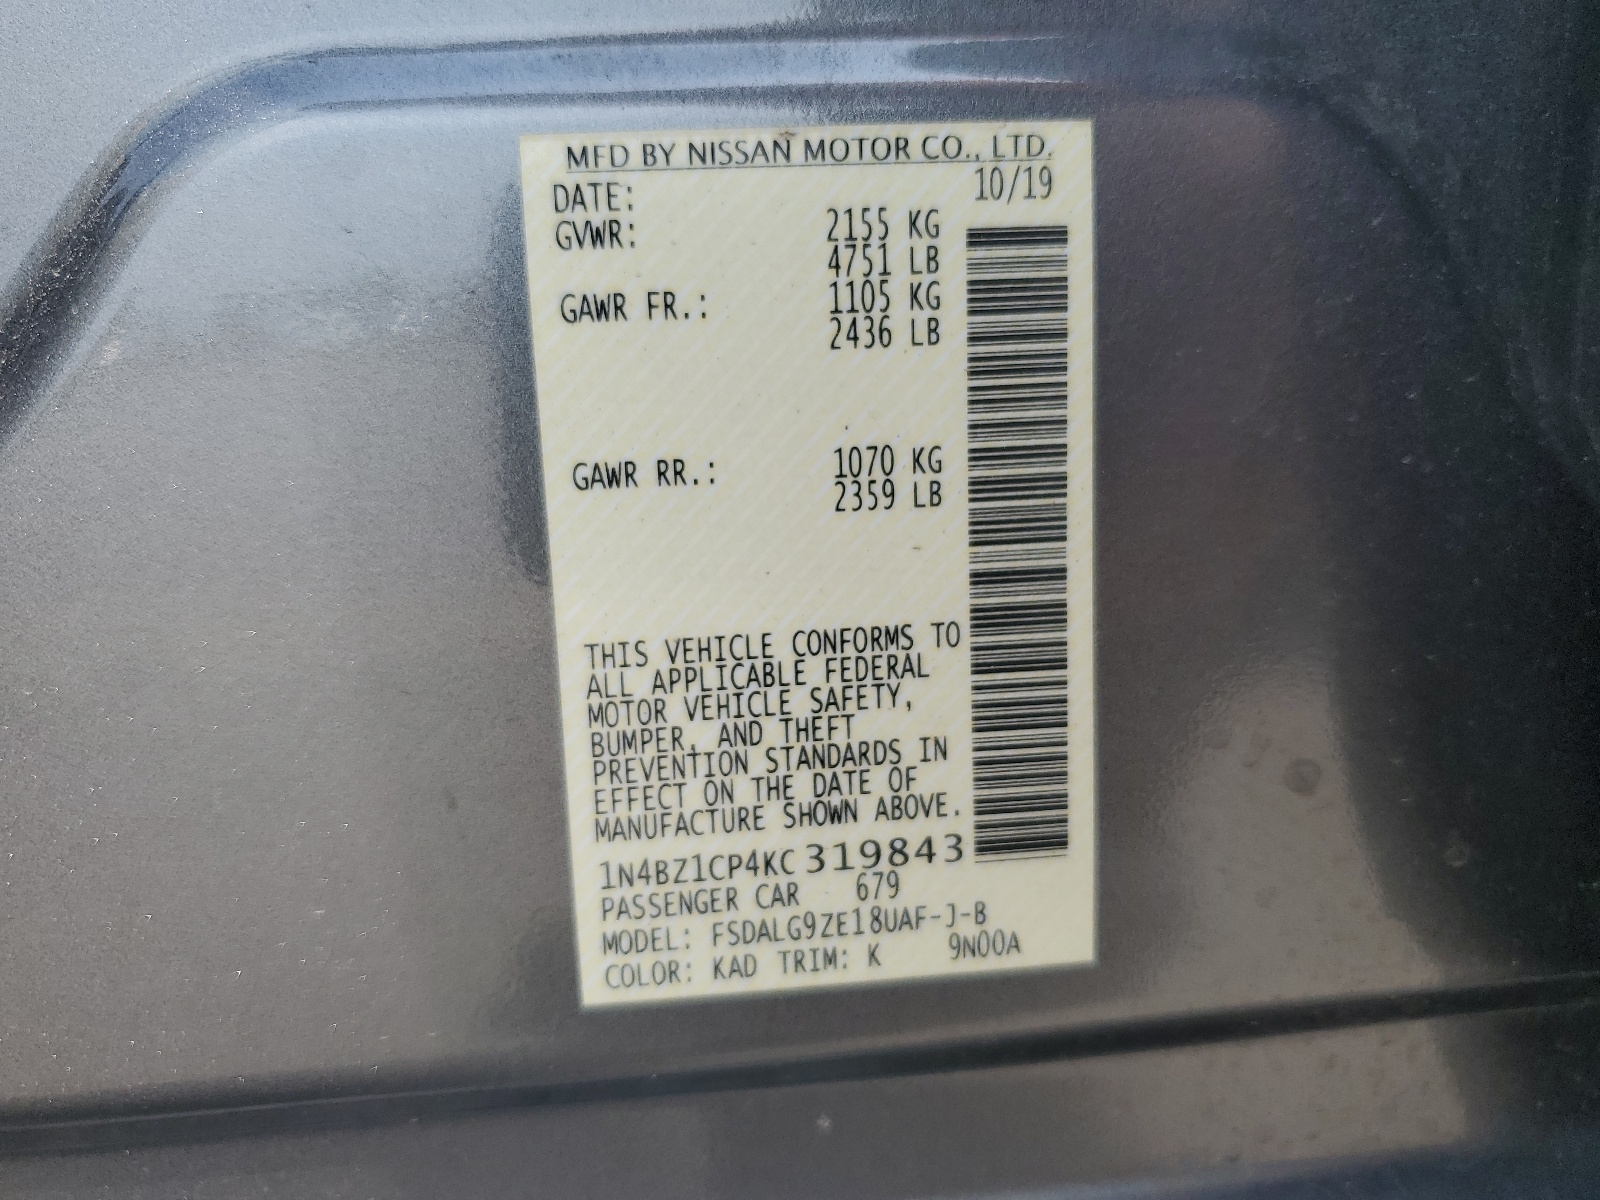 MFD BY NISSAN MOTOR CO., LTD.
DATE: 10/19
GVWR: 2155 KG
4751 LB
GAWR FR.: 1105 KG
2436 LB
GAWR RR.: 1070 KG
2359 LB
THIS VEHICLE CONFORMS TO
ALL APPLICABLE FEDERAL
MOTOR VEHICLE SAFETY,
BUMPER, AND THEFT
PREVENTION STANDARDS IN
EFFECT ON THE DATE OF
MANUFACTURE SHOWN ABOVE.
1N4BZ1CP4KC319843
PASSENGER CAR 679
MODEL: FSDALG9ZE18UAF-J-B
COLOR: KAD TRIM: K 9N00A